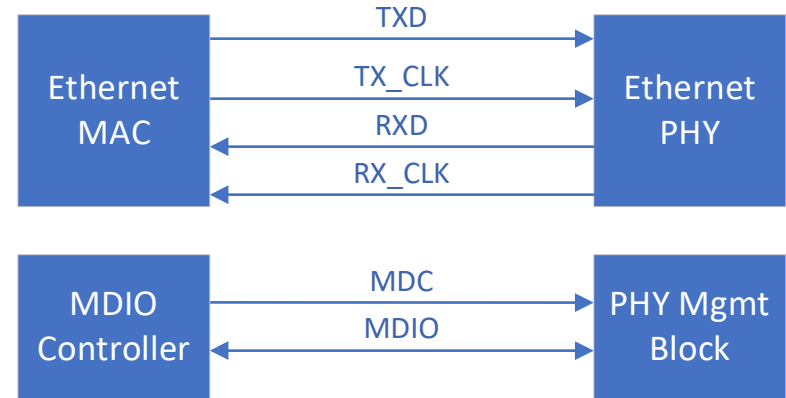 TXD
Ethernet
MAC
TX_CLK
RXD
RX_CLK
Ethernet
PHY
MDIO
Controller
MDC
MDIO
PHY Mgmt
Block